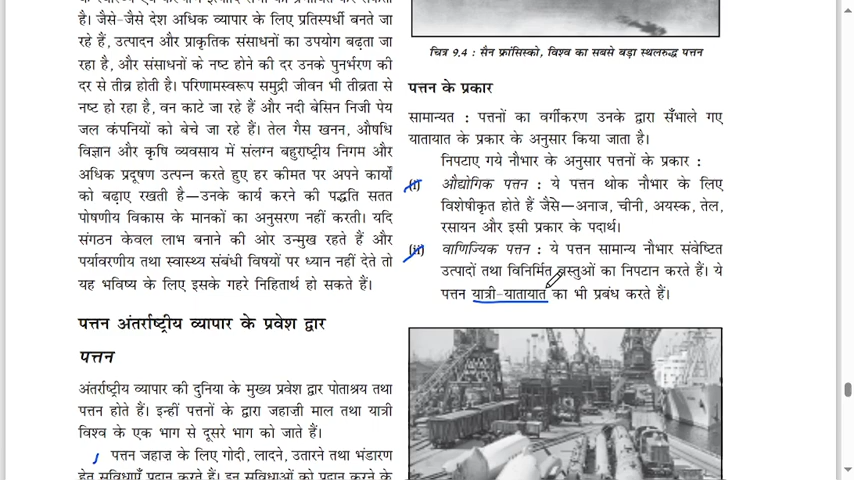 है। जैसे-जैसे देश अधिक व्यापार के लिए प्रतिस्पर्धी बनते जा
रहे हैं, उत्पादन और प्राकृतिक संसाधनों का उपयोग बढ़ता जा
रहा है, और संसाधनों के नष्ट होने की दर उनके पुनर्भरण की
दर से तीव्र होती है। परिणामस्वरूप समुद्री जीवन भी तीव्रता से
नष्ट हो रहा है, वन काटे जा रहे हैं और नदी बेसिन निजी पेय
जल कंपनियों को बेचे जा रहे हैं। तेल गैस खनन, औषधि
विज्ञान और कृषि व्यवसाय में संलग्न बहुराष्ट्रीय निगम और
अधिक प्रदूषण उत्पन्न करते हुए हर कीमत पर अपने कार्यों
को बढ़ाए रखती है—उनके कार्य करने की पद्धति सतत
पोषणीय विकास के मानकों का अनुसरण नहीं करती। यदि
संगठन केवल लाभ बनाने की ओर उन्मुख रहते हैं और
पर्यावरणीय तथा स्वास्थ्य संबंधी विषयों पर ध्यान नहीं देते तो
यह भविष्य के लिए इसके गहरे निहितार्थ हो सकते हैं।
पत्तन अंतर्राष्ट्रीय व्यापार के प्रवेश द्वार
पत्तन
अंतर्राष्ट्रीय व्यापार की दुनिया के मुख्य प्रवेश द्वार पोताश्रय तथा
पत्तन होते हैं। इन्हीं पत्तनों के द्वारा जहाज़ी माल तथा यात्री
विश्व के एक भाग से दूसरे भाग को जाते हैं।
पत्तन जहाज़ के लिए गोदी, लादने, उतारने तथा भंडारण
हेतु सुविधाएँ प्रदान करते हैं। इन सुविधाओं को प्रदान करने के
चित्र 9.4 : सैन फ्रांसिस्को, विश्व का सबसे बड़ा स्थलरुद्ध पत्तन
पत्तन के प्रकार
सामान्यत : पत्तनों का वर्गीकरण उनके द्वारा सँभाले गए
यातायात के प्रकार के अनुसार किया जाता है।
निपटाए गये नौभार के अनुसार पत्तनों के प्रकार :
(i) औद्योगिक पत्तन : ये पत्तन थोक नौभार के लिए
विशेषीकृत होते हैं जैसे—अनाज, चीनी, अयस्क, तेल,
रसायन और इसी प्रकार के पदार्थ।
(ii) वाणिज्यिक पत्तन : ये पत्तन सामान्य नौभार संवेष्टित
उत्पादों तथा विनिर्मित वस्तुओं का निपटान करते हैं। ये
पत्तन यात्री-यातायात का भी प्रबंध करते हैं।